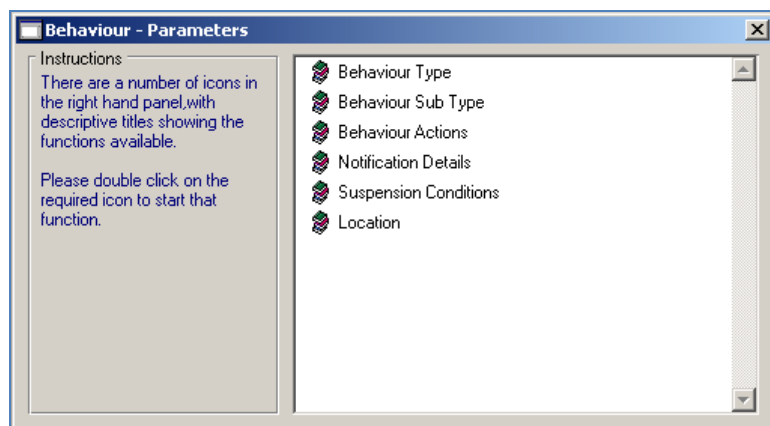 Behaviour - Parameters
Instructions
There are a number of icons in
the right hand panel,with
descriptive titles showing the
functions available.
Please double click on the
required icon to start that
function.
Behaviour Type
Behaviour Sub Type
Behaviour Actions
Notification Details
Suspension Conditions
Location